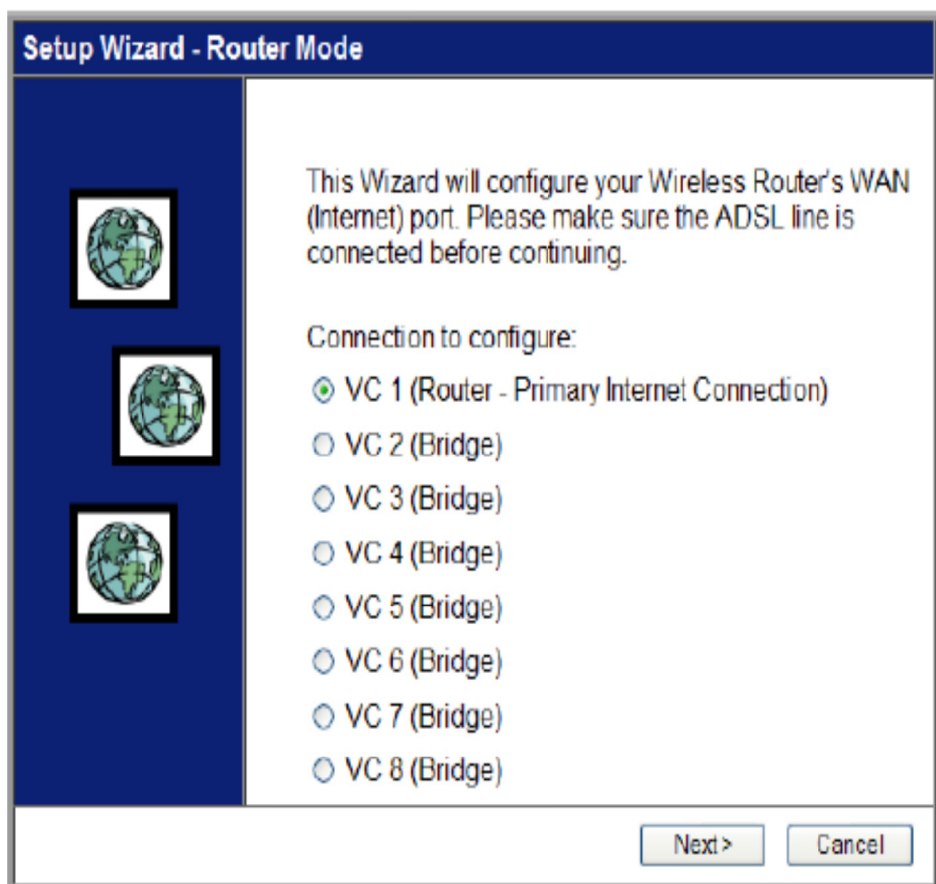 Setup Wizard - Router Mode
This Wizard will configure your Wireless Router's WAN
(Internet) port. Please make sure the ADSL line is
connected before continuing.
Connection to configure:
VC 1 (Router - Primary Internet Connection)
VC 2 (Bridge)
VC 3 (Bridge)
VC 4 (Bridge)
VC 5 (Bridge)
VC 6 (Bridge)
VC 7 (Bridge)
VC 8 (Bridge)
Next >
Cancel